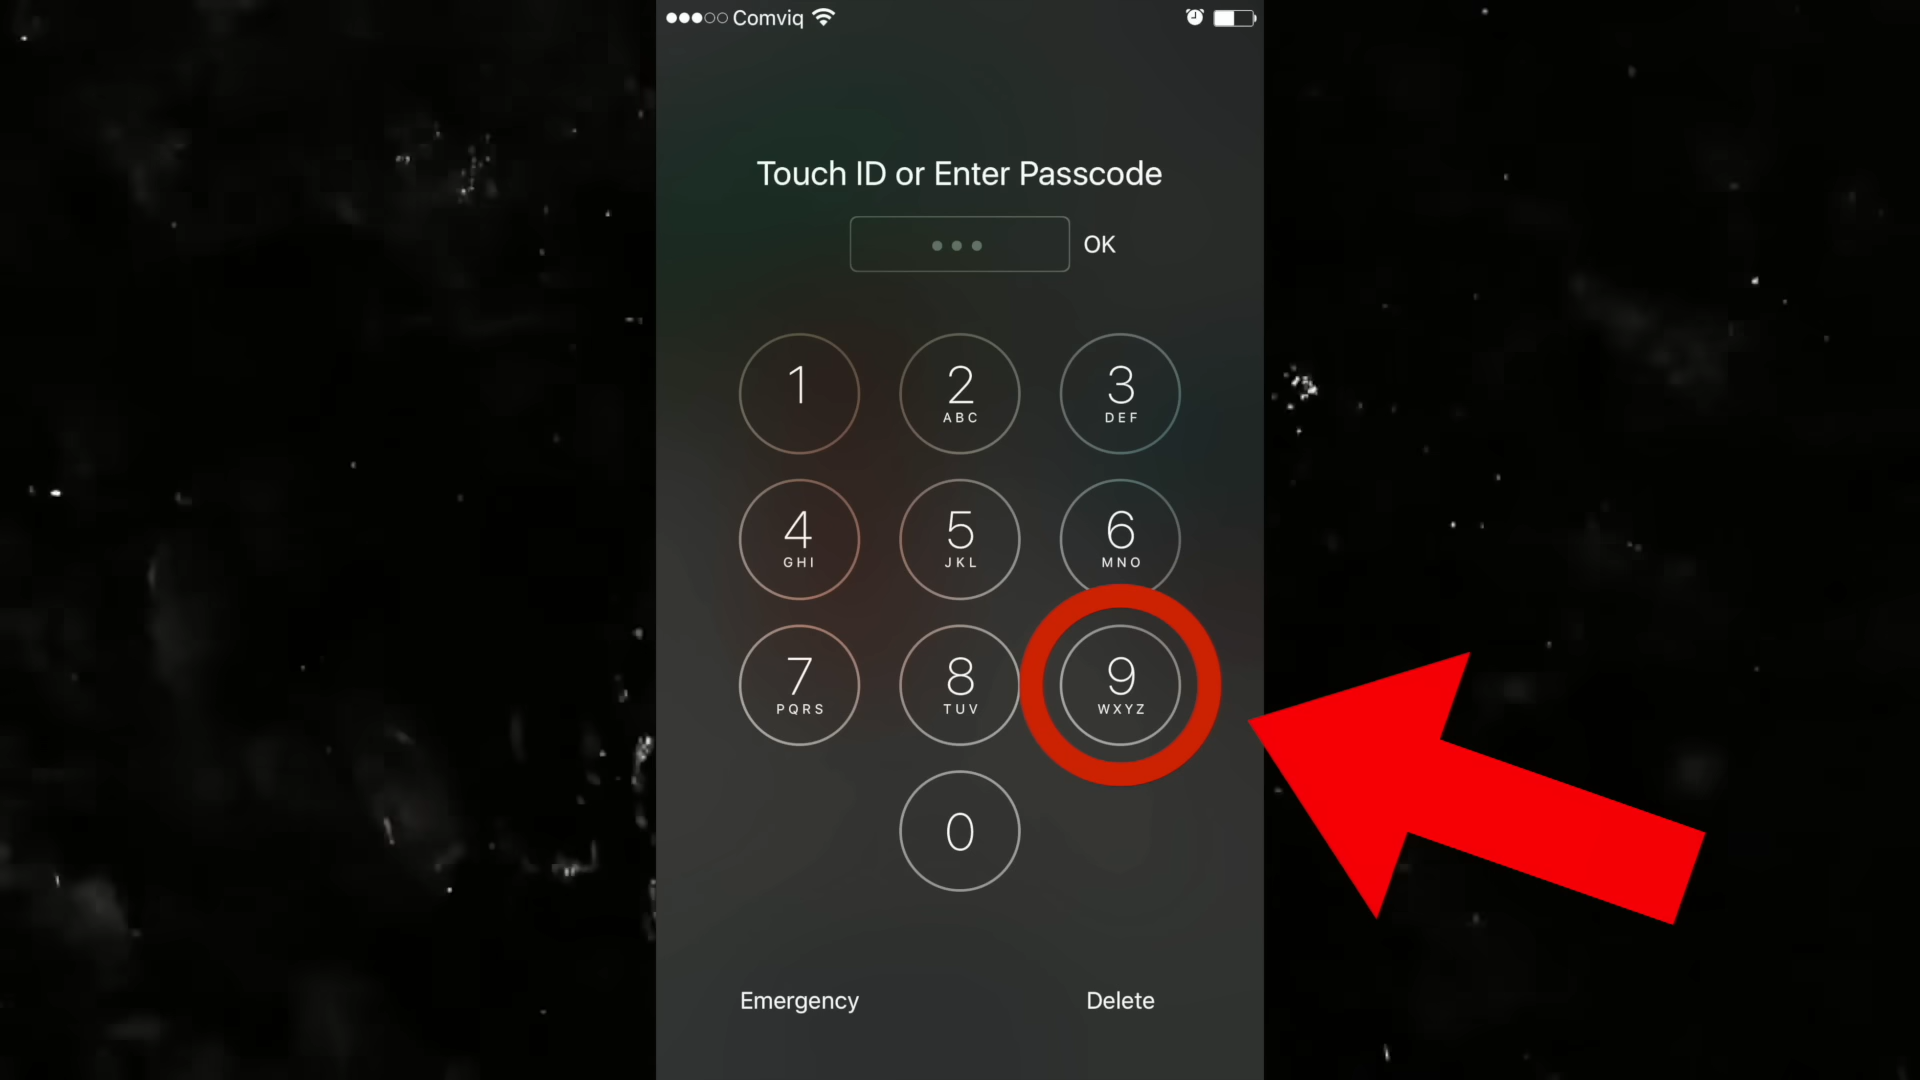 Comviq
Touch ID or Enter Passcode
OK
1
2
ABC
3
DEF
4
GHI
5
JKL
6
MNO
7
PQRS
8
TUV
9
WXYZ
0
Emergency
Delete